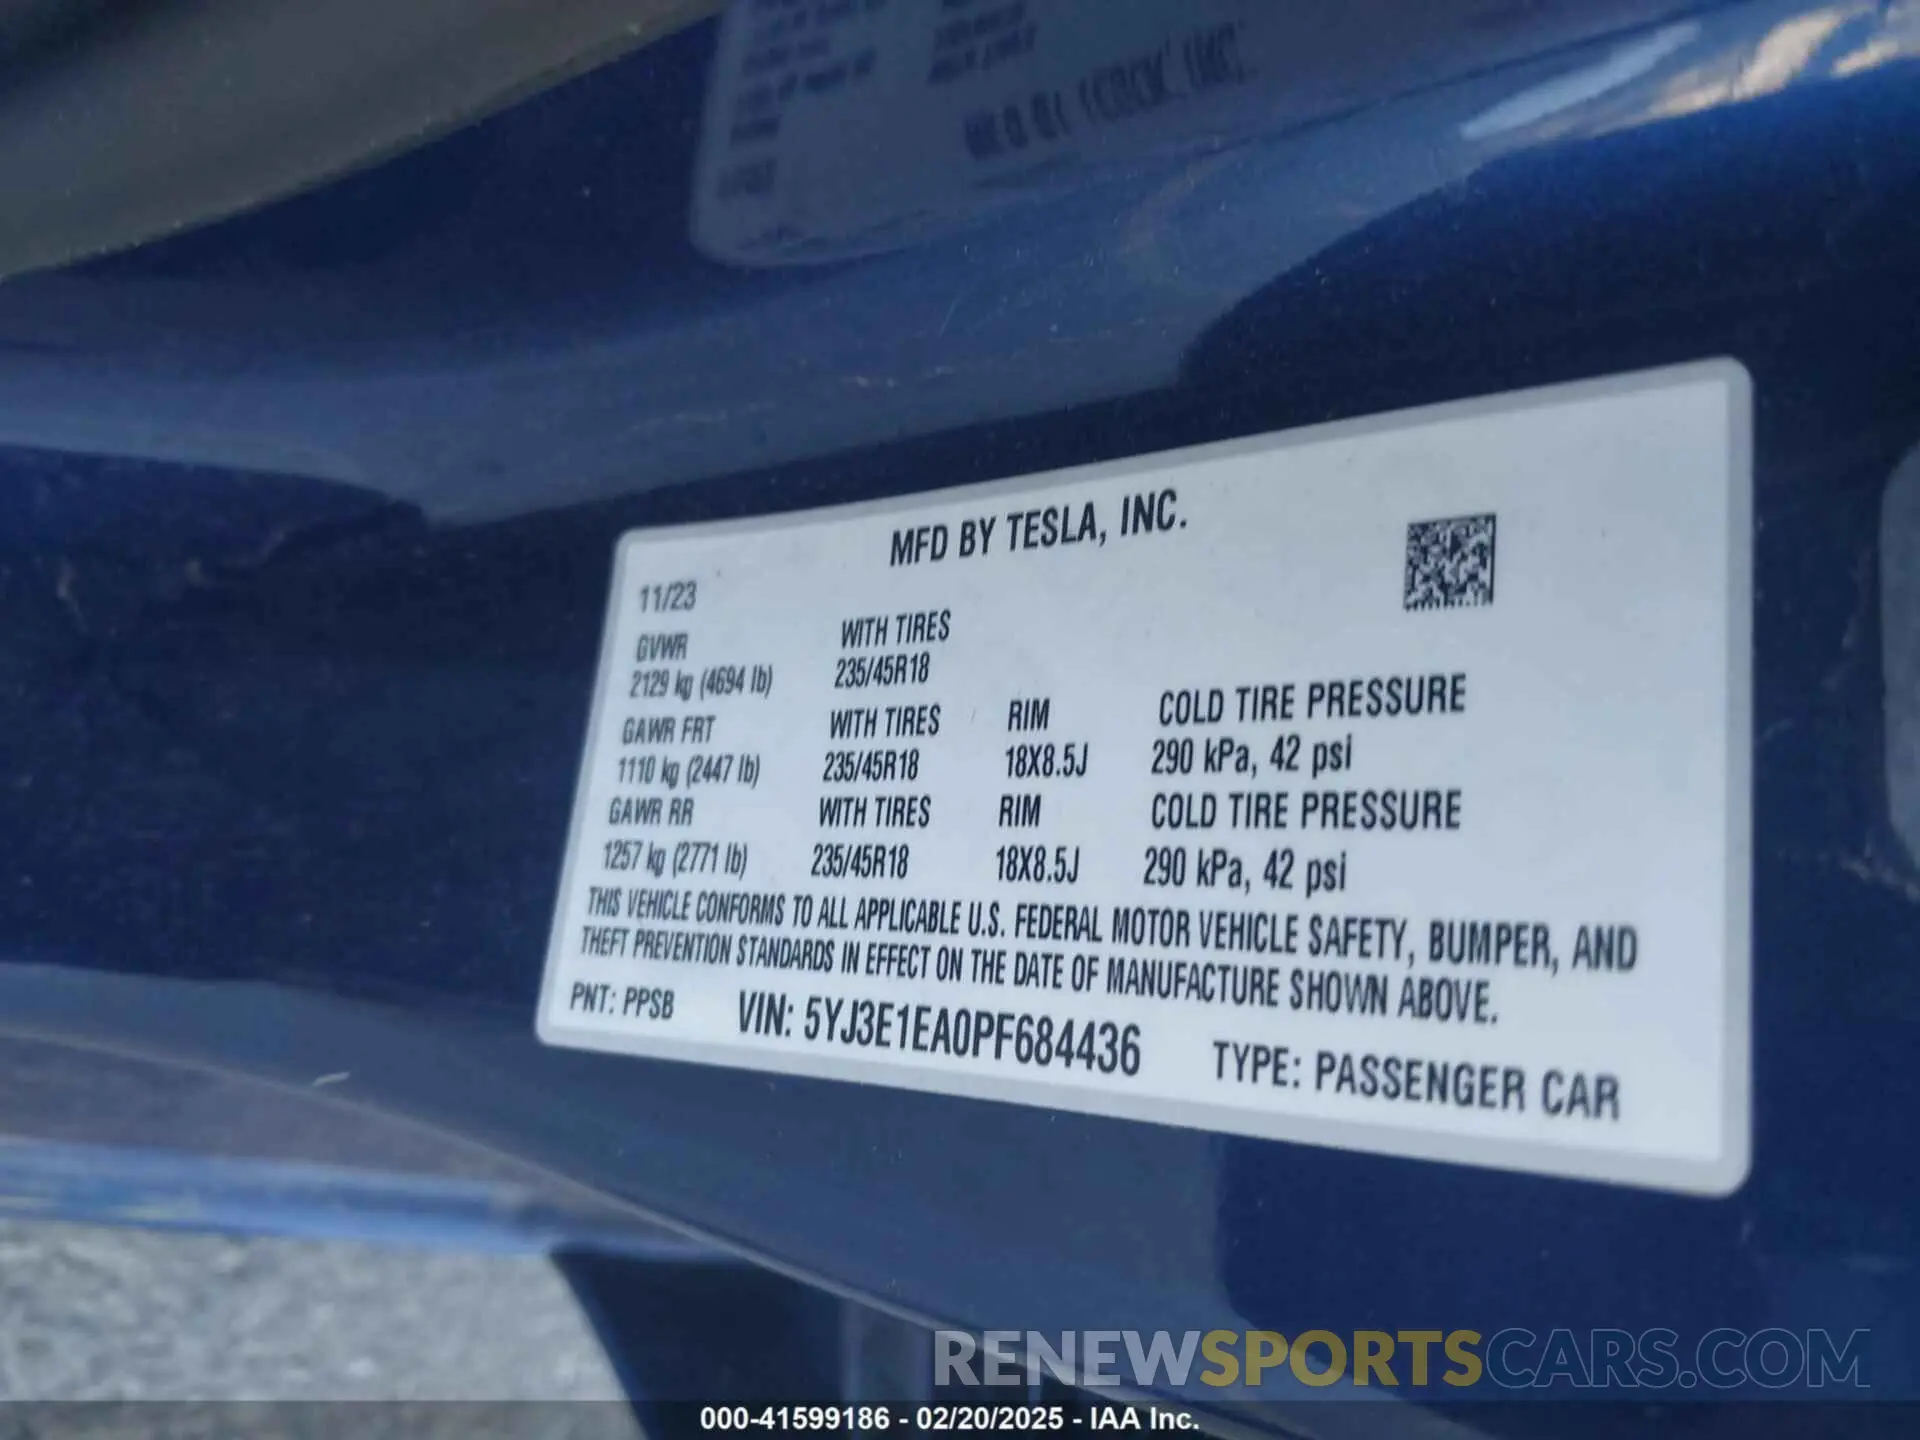 MFD BY TESLA, INC.
11/23
GVWR WITH TIRES
2129 kg (4694 lb) 235/45R18
GAWR FRT WITH TIRES RIM COLD TIRE PRESSURE
1110 kg (2447 lb) 235/45R18 18X8.5J 290 kPa, 42 psi
GAWR RR WITH TIRES RIM COLD TIRE PRESSURE
1257 kg (2771 lb) 235/45R18 18X8.5J 290 kPa, 42 psi
THIS VEHICLE CONFORMS TO ALL APPLICABLE U.S. FEDERAL MOTOR VEHICLE SAFETY, BUMPER, AND
THEFT PREVENTION STANDARDS IN EFFECT ON THE DATE OF MANUFACTURE SHOWN ABOVE.
PNT: PPSB VIN: 5YJ3E1EA0PF684436 TYPE: PASSENGER CAR
RENEWSPORTSCARS.COM
000-41599186 - 02/20/2025 - IAA Inc.